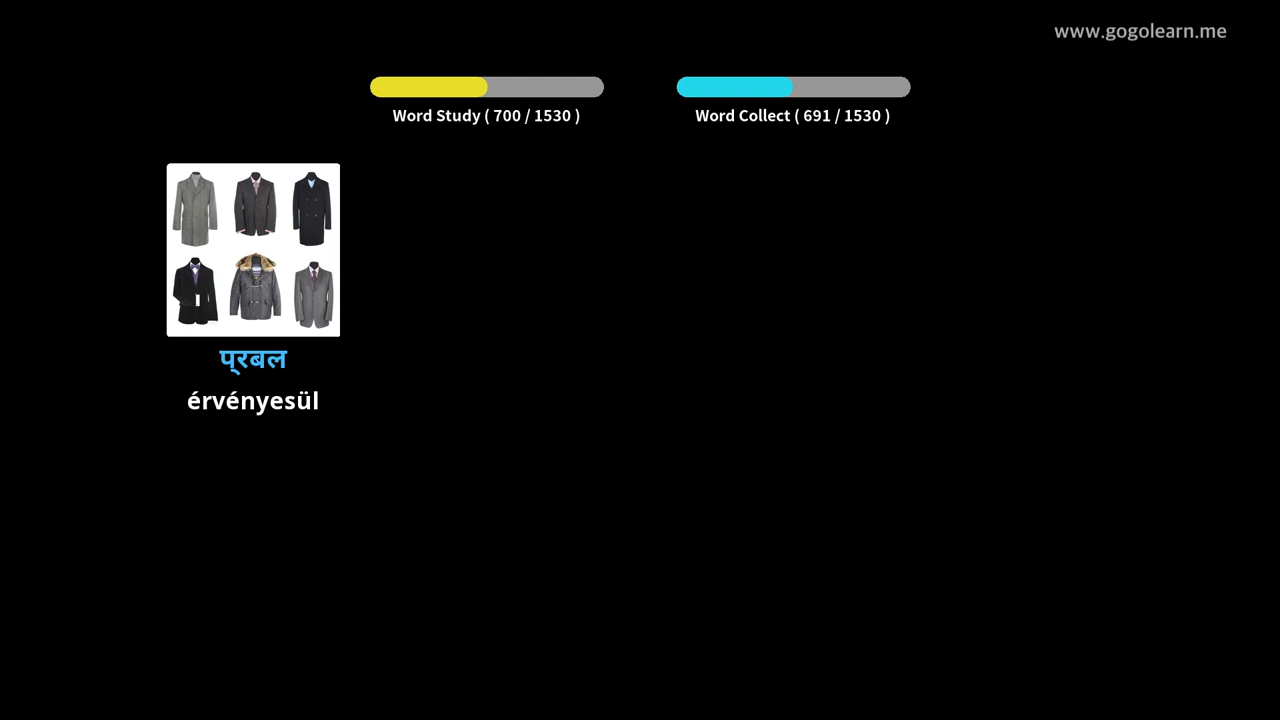 www.gogolearn.me
Word Study ( 700 / 1530 )
Word Collect ( 691 / 1530 )
प्रबल
érvényesül